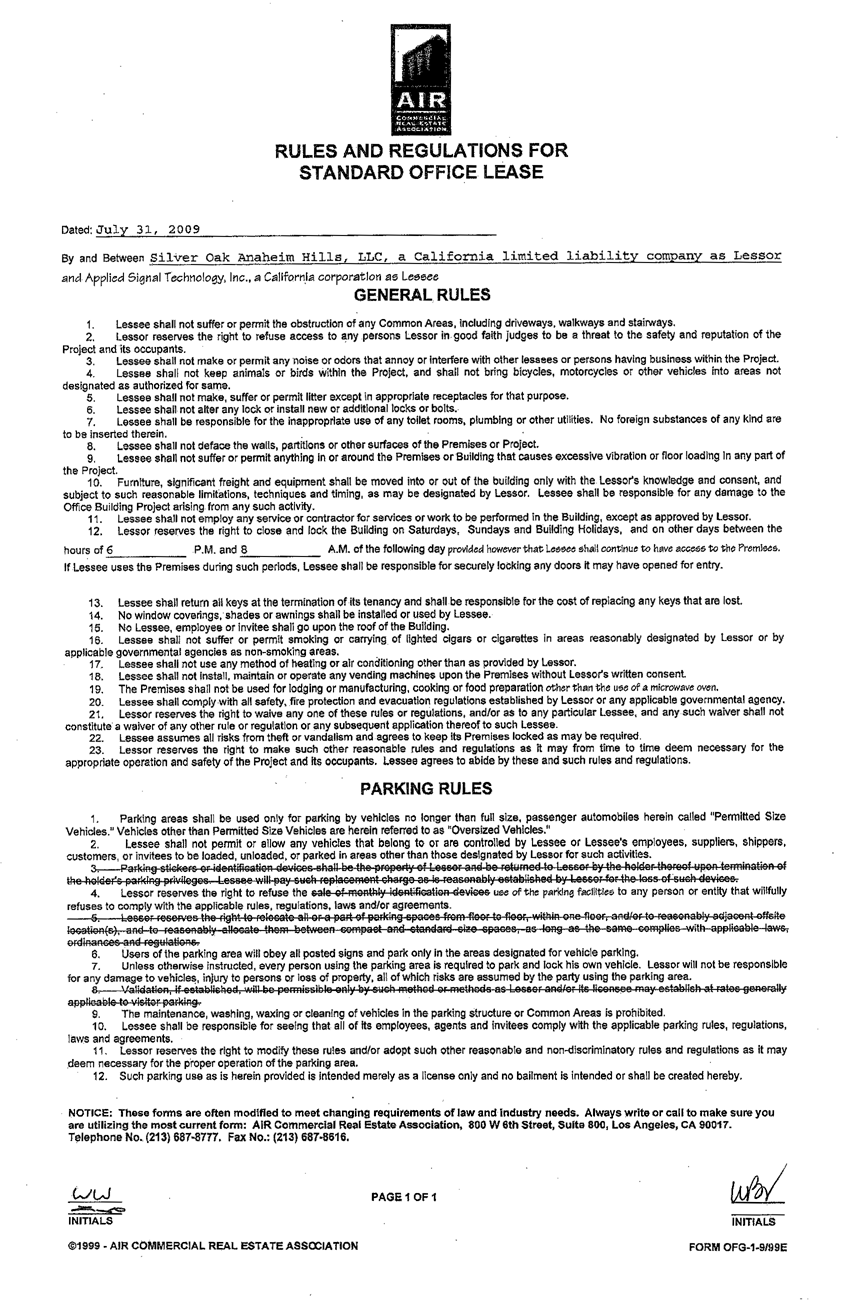 AIR
COMMERCIAL
REAL ESTATE
ASSOCIATION
RULES AND REGULATIONS FOR
STANDARD OFFICE LEASE
Dated: July 31, 2009
By and Between Silver Oak Anaheim Hills, LLC, a California limited liability company as Lessor
and Applied Signal Technology, Inc., a California corporation as Lessee
GENERAL RULES
1. Lessee shall not suffer or permit the obstruction of any Common Areas, including driveways, walkways and stairways.
2. Lessor reserves the right to refuse access to any persons Lessor in good faith judges to be a threat to the safety and reputation of the
Project and its occupants.
3. Lessee shall not make or permit any noise or odors that annoy or interfere with other lessees or persons having business within the Project.
4. Lessee shall not keep animals or birds within the Project, and shall not bring bicycles, motorcycles or other vehicles into areas not
designated as authorized for same.
5. Lessee shall not make, suffer or permit litter except in appropriate receptacles for that purpose.
6. Lessee shall not alter any lock or install new or additional locks or bolts.
7. Lessee shall be responsible for the inappropriate use of any toilet rooms, plumbing or other utilities. No foreign substances of any kind are
to be inserted therein.
8. Lessee shall not deface the walls, partitions or other surfaces of the Premises or Project.
9. Lessee shall not suffer or permit anything in or around the Premises or Building that causes excessive vibration or floor loading in any part of
the Project.
10. Furniture, significant freight and equipment shall be moved into or out of the building only with the Lessor's knowledge and consent, and
subject to such reasonable limitations, techniques and timing, as may be designated by Lessor. Lessee shall be responsible for any damage to the
Office Building Project arising from any such activity.
11. Lessee shall not employ any service or contractor for services or work to be performed in the Building, except as approved by Lessor.
12. Lessor reserves the right to close and lock the Building on Saturdays, Sundays and Building Holidays, and on other days between the
hours of 6 P.M. and 8 A.M. of the following day provided however that Lessee shall continue to have access to the Premises.
If Lessee uses the Premises during such periods, Lessee shall be responsible for securely locking any doors it may have opened for entry.
13. Lessee shall return all keys at the termination of its tenancy and shall be responsible for the cost of replacing any keys that are lost.
14. No window coverings, shades or awnings shall be installed or used by Lessee.
15. No Lessee, employee or invitee shall go upon the roof of the Building.
16. Lessee shall not suffer or permit smoking or carrying of lighted cigars or cigarettes in areas reasonably designated by Lessor or by
applicable governmental agencies as non-smoking areas.
17. Lessee shall not use any method of heating or air conditioning other than as provided by Lessor.
18. Lessee shall not install, maintain or operate any vending machines upon the Premises without Lessor's written consent.
19. The Premises shall not be used for lodging or manufacturing, cooking or food preparation other than the use of a microwave oven.
20. Lessee shall comply with all safety, fire protection and evacuation regulations established by Lessor or any applicable governmental agency.
21. Lessor reserves the right to waive any one of these rules or regulations, and/or as to any particular Lessee, and any such waiver shall not
constitute a waiver of any other rule or regulation or any subsequent application thereof to such Lessee.
22. Lessee assumes all risks from theft or vandalism and agrees to keep its Premises locked as may be required.
23. Lessor reserves the right to make such other reasonable rules and regulations as it may from time to time deem necessary for the
appropriate operation and safety of the Project and its occupants. Lessee agrees to abide by these and such rules and regulations.
PARKING RULES
1. Parking areas shall be used only for parking by vehicles no longer than full size, passenger automobiles herein called "Permitted Size
Vehicles." Vehicles other than Permitted Size Vehicles are herein referred to as "Oversized Vehicles."
2. Lessee shall not permit or allow any vehicles that belong to or are controlled by Lessee or Lessee's employees, suppliers, shippers,
customers, or invitees to be loaded, unloaded, or parked in areas other than those designated by Lessor for such activities.
3. Parking stickers or identification devices shall be the property of Lessor and be returned to Lessor by the holder thereof upon termination of
the holder's parking privileges. Lessee will pay such replacement charge as is reasonably established by Lessor for the loss of such devices.
4. Lessor reserves the right to refuse the sale of monthly identification devices use of the parking facilities to any person or entity that willfully
refuses to comply with the applicable rules, regulations, laws and/or agreements.
5. Lessor reserves the right to relocate all or a part of parking spaces from floor to floor, within one floor, and/or to reasonably adjacent offsite
location(s), and to reasonably allocate them between compact and standard size spaces, as long as the same complies with applicable laws,
ordinances and regulations.
6. Users of the parking area will obey all posted signs and park only in the areas designated for vehicle parking.
7. Unless otherwise instructed, every person using the parking area is required to park and lock his own vehicle. Lessor will not be responsible
for any damage to vehicles, injury to persons or loss of property, all of which risks are assumed by the party using the parking area.
8. Validation, if established, will be permissible only by such method or methods as Lessor and/or its licensee may establish at rates generally
applicable to visitor parking.
9. The maintenance, washing, waxing or cleaning of vehicles in the parking structure or Common Areas is prohibited.
10. Lessee shall be responsible for seeing that all of its employees, agents and invitees comply with the applicable parking rules, regulations,
laws and agreements.
11. Lessor reserves the right to modify these rules and/or adopt such other reasonable and non-discriminatory rules and regulations as it may
deem necessary for the proper operation of the parking area.
12. Such parking use as is herein provided is intended merely as a license only and no bailment is intended or shall be created hereby.
NOTICE: These forms are often modified to meet changing requirements of law and industry needs. Always write or call to make sure you
are utilizing the most current form: AIR Commercial Real Estate Association, 800 W 6th Street, Suite 800, Los Angeles, CA 90017.
Telephone No. (213) 687-8777. Fax No.: (213) 687-8616.
PAGE 1 OF 1
INITIALS INITIALS
©1999 - AIR COMMERCIAL REAL ESTATE ASSOCIATION FORM OFG-1-9/99E